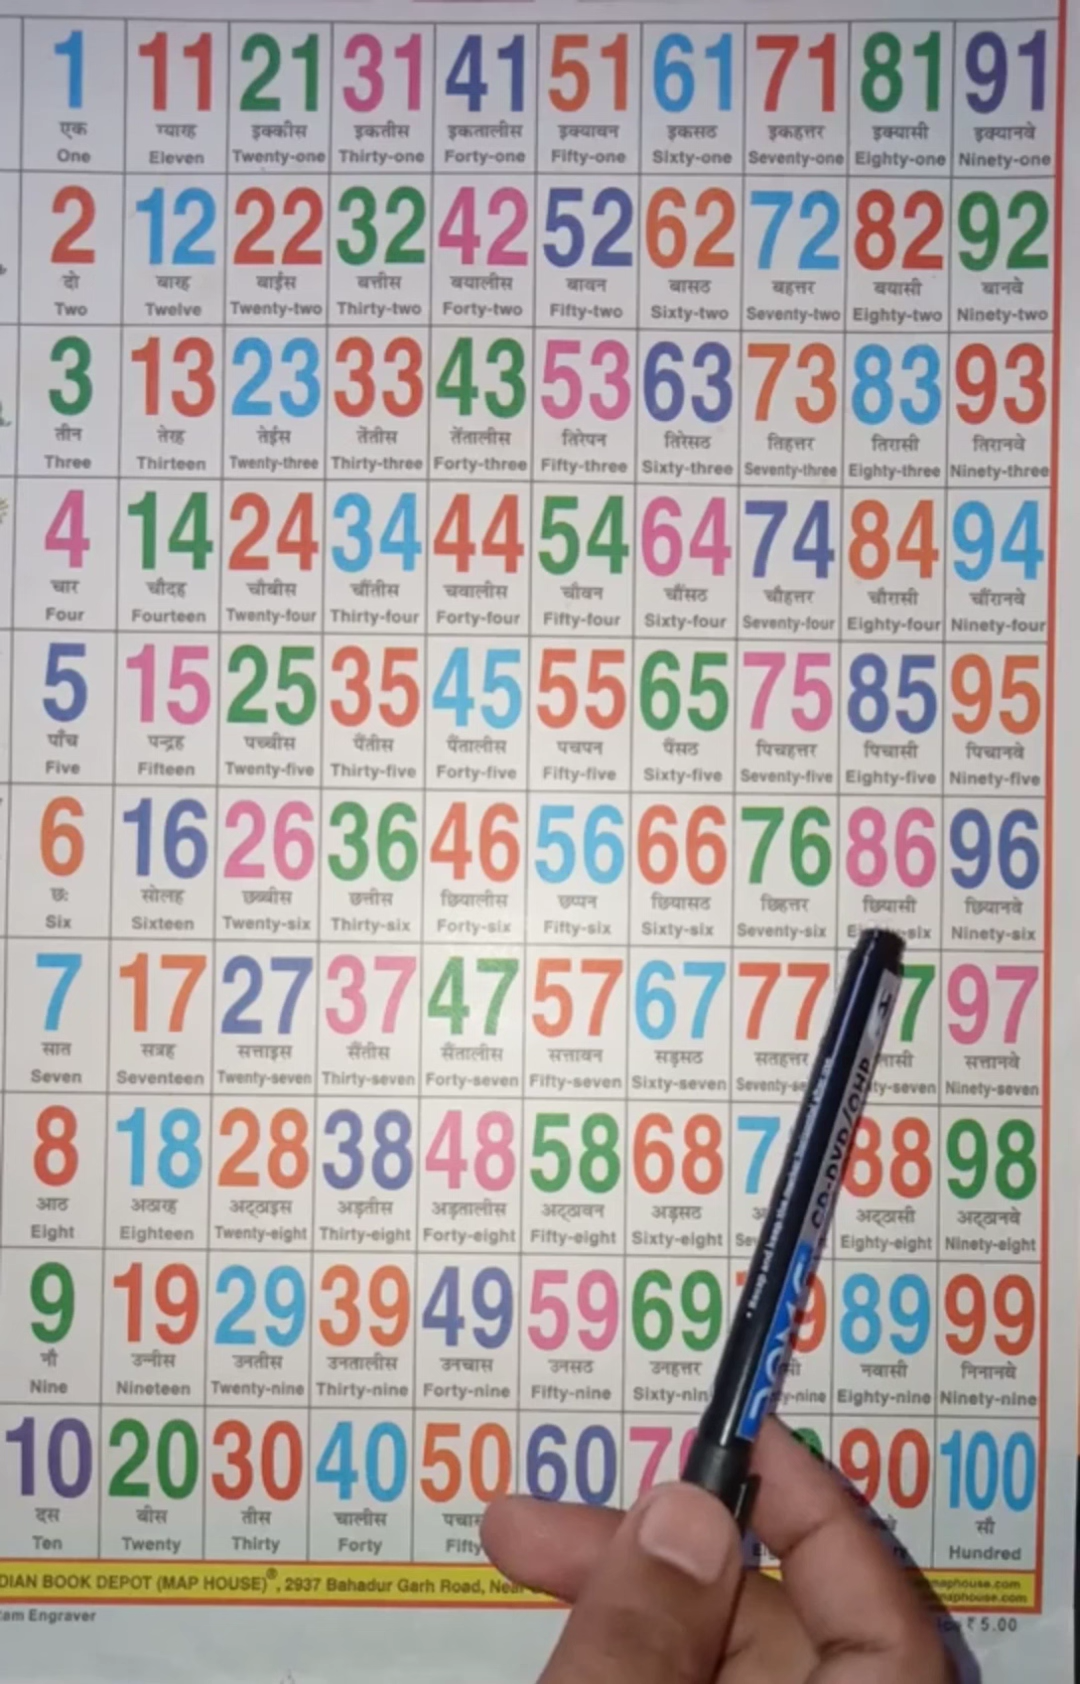 1 11 21 31 41 51 61 71 81 91
एक ग्यारह इक्कीस इकतीस इकतालीस इक्यावन इकसठ इकहत्तर इक्यासी इक्यानवे
One Eleven Twenty-one Thirty-one Forty-one Fifty-one Sixty-one Seventy-one Eighty-one Ninety-one
2 12 22 32 42 52 62 72 82 92
दो बारह बाईस बत्तीस बयालीस बावन बासठ बहत्तर बयासी बानवे
Two Twelve Twenty-two Thirty-two Forty-two Fifty-two Sixty-two Seventy-two Eighty-two Ninety-two
3 13 23 33 43 53 63 73 83 93
तीन तेरह तेईस तेंतीस तेंतालीस तिरेपन तिरेसठ तिहत्तर तिरासी तिरानवे
Three Thirteen Twenty-three Thirty-three Forty-three Fifty-three Sixty-three Seventy-three Eighty-three Ninety-three
4 14 24 34 44 54 64 74 84 94
चार चौदह चौबीस चौंतीस चवालीस चौवन चौंसठ चौहत्तर चौरासी चौंरानवे
Four Fourteen Twenty-four Thirty-four Forty-four Fifty-four Sixty-four Seventy-four Eighty-four Ninety-four
5 15 25 35 45 55 65 75 85 95
पाँच पन्द्रह पच्चीस पैंतीस पैंतालीस पचपन पैंसठ पिचहत्तर पिचासी पिचानवे
Five Fifteen Twenty-five Thirty-five Forty-five Fifty-five Sixty-five Seventy-five Eighty-five Ninety-five
6 16 26 36 46 56 66 76 86 96
छः सोलह छब्बीस छत्तीस छियालीस छप्पन छियासठ छिहत्तर छियासी छियानवे
Six Sixteen Twenty-six Thirty-six Forty-six Fifty-six Sixty-six Seventy-six Ninety-six
7 17 27 37 47 57 67 77 7 97
सात सत्रह सत्ताइस सैंतीस सैंतालीस सत्तावन सड़सठ सतहत्तर सत्तानवे
Seven Seventeen Twenty-seven Thirty-seven Forty-seven Fifty-seven Sixty-seven ty-seven Ninety-seven
8 18 28 38 48 58 68 7 88 98
आठ अठारह अट्ठाइस अड़तीस अड़तालीस अट्ठावन अड़सठ अट्ठासी अट्ठानवे
Eight Eighteen Twenty-eight Thirty-eight Forty-eight Fifty-eight Sixty-eight Eighty-eight Ninety-eight
9 19 29 39 49 59 69 9 89 99
नौ उन्नीस उनतीस उनतालीस उनचास उनसठ उनहत्तर नवासी निनानवे
Nine Nineteen Twenty-nine Thirty-nine Forty-nine Fifty-nine Eighty-nine Ninety-nine
10 20 30 40 50 60 90 100
दस बीस तीस चालीस सौ
Ten Twenty Thirty Forty Fifty Hundred
DIAN BOOK DEPOT (MAP HOUSE)®, 2937 Bahadur Garh Road,
maphouse.com
maphouse.com
am Engraver
₹ 5.00
CD-DVD/OHP
DOMS